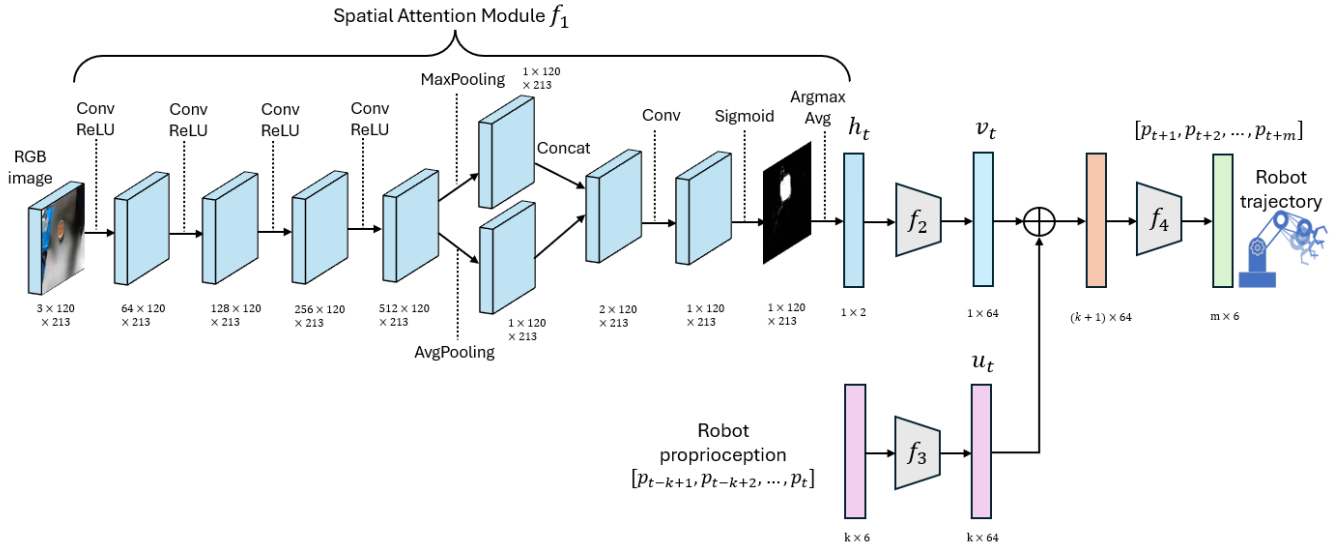 Spatial Attention Module f₁
MaxPooling
1 × 120
× 213
Conv
ReLU
Conv
ReLU
Conv
ReLU
Conv
ReLU
Concat
Conv
Sigmoid
Argmax
Avg
h_t
v_t
[p_{t+1}, p_{t+2}, ..., p_{t+m}]
RGB
image
Robot
trajectory
f₂
f₄
3 × 120
× 213
64 × 120
× 213
128 × 120
× 213
256 × 120
× 213
512 × 120
× 213
1 × 120
× 213
2 × 120
× 213
1 × 120
× 213
1 × 120
× 213
1 × 2
1 × 64
(k + 1) × 64
m × 6
AvgPooling
u_t
Robot
proprioception
[p_{t−k+1}, p_{t−k+2}, ..., p_t]
f₃
k × 6
k × 64